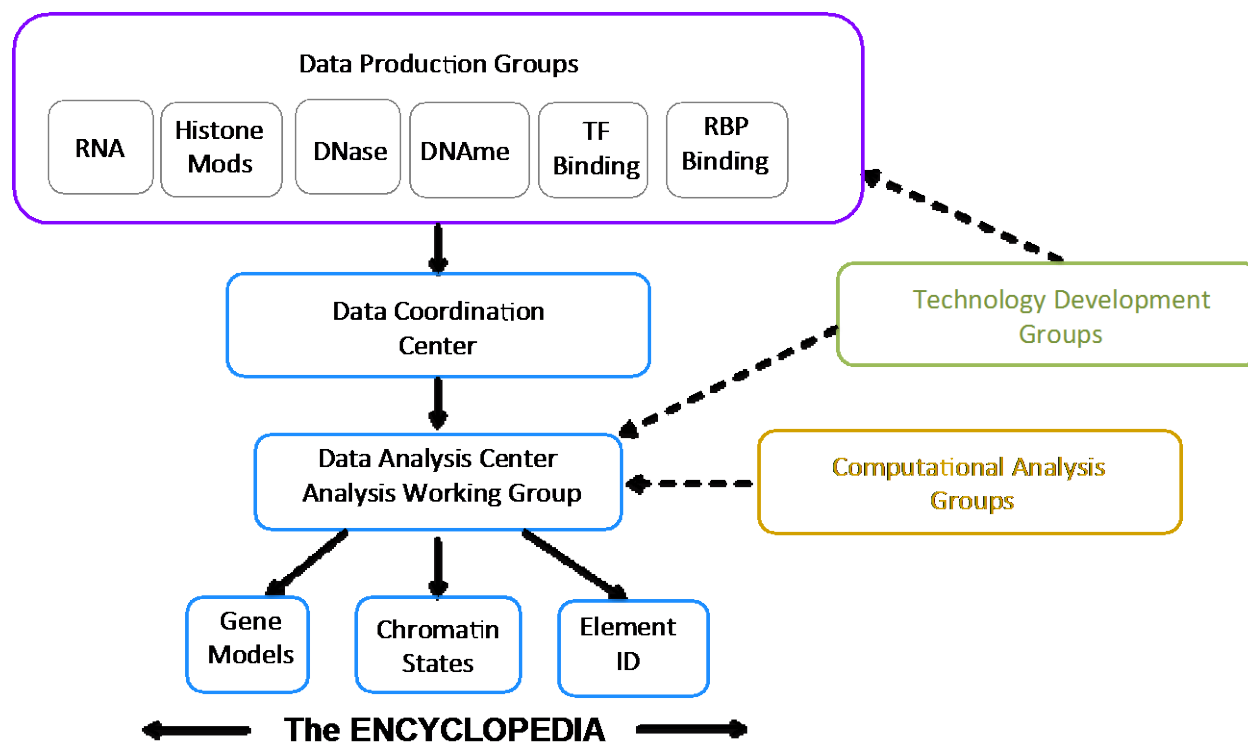 Data Production Groups
RNA
Histone
Mods
DNase
DNAme
TF
Binding
RBP
Binding
Data Coordination
Center
Technology Development
Groups
Data Analysis Center
Analysis Working Group
Computational Analysis
Groups
Gene
Models
Chromatin
States
Element
ID
The ENCYCLOPEDIA